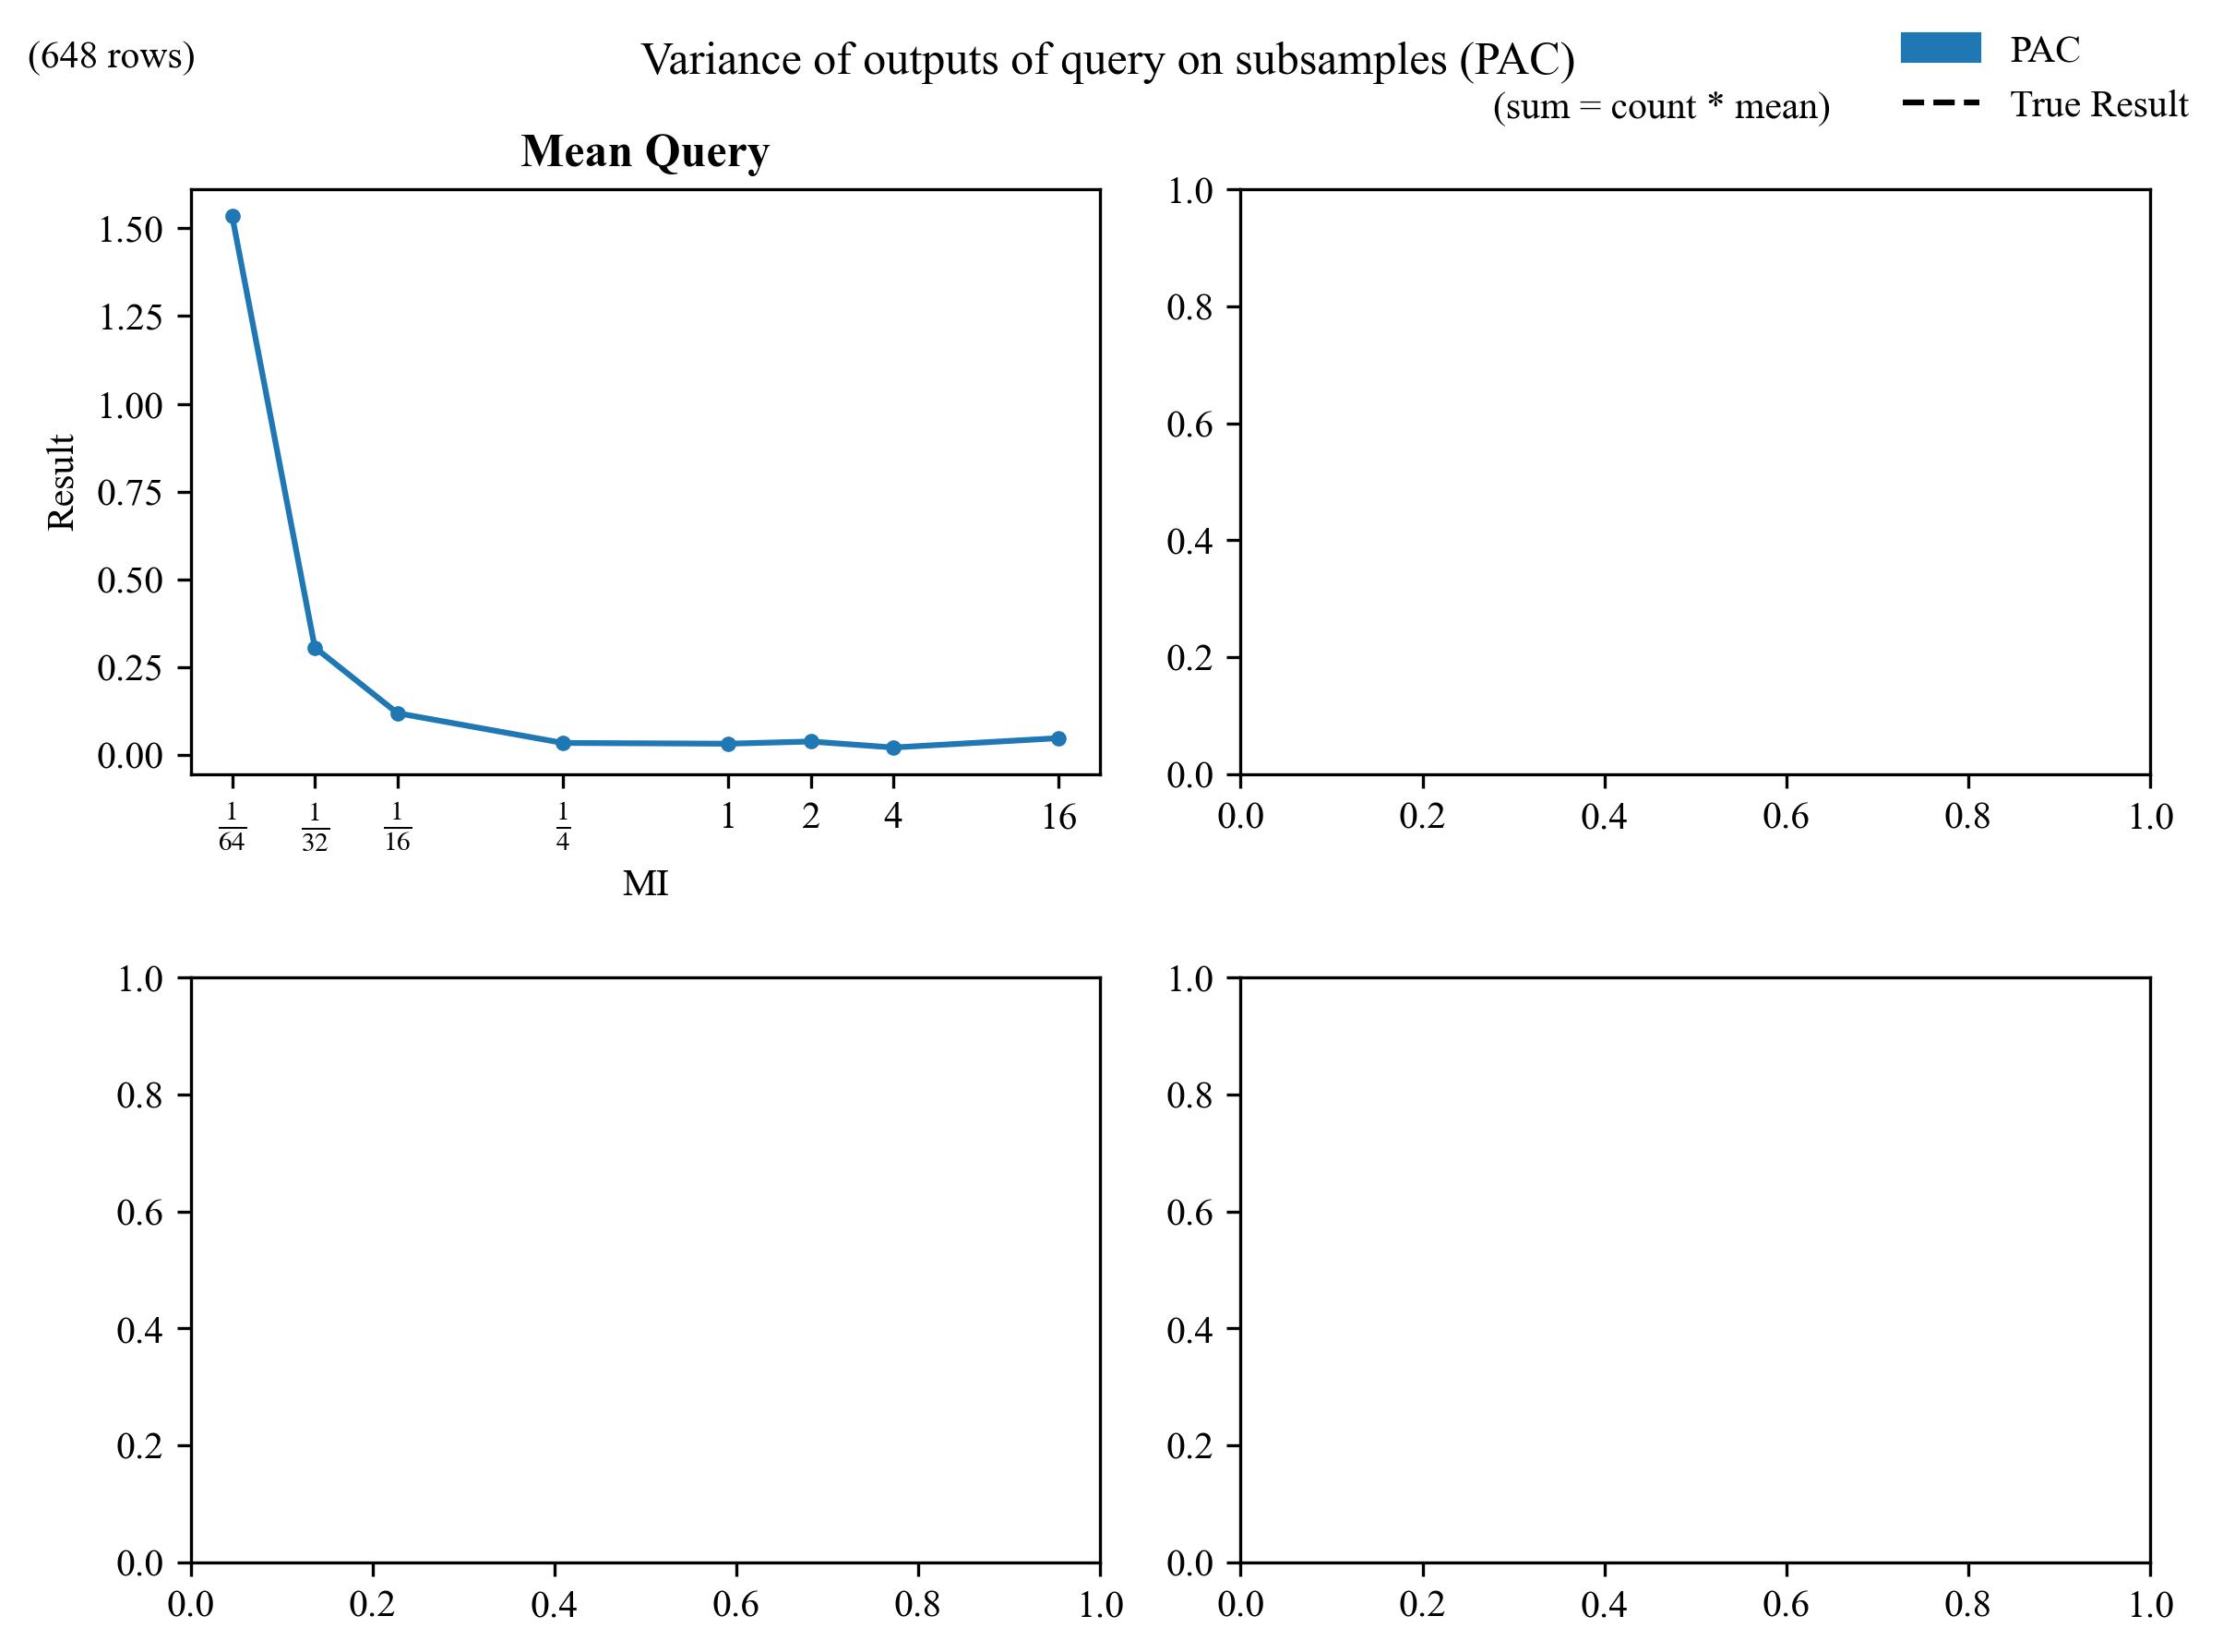 (648 rows)
Variance of outputs of query on subsamples (PAC)
(sum = count * mean)
PAC
True Result
Mean Query
Result
1.50
1.25
1.00
0.75
0.50
0.25
0.00
1/64 1/32 1/16 1/4 1 2 4 16
MI
1.0
0.8
0.6
0.4
0.2
0.0
0.0 0.2 0.4 0.6 0.8 1.0
1.0
0.8
0.6
0.4
0.2
0.0
0.0 0.2 0.4 0.6 0.8 1.0
1.0
0.8
0.6
0.4
0.2
0.0
0.0 0.2 0.4 0.6 0.8 1.0